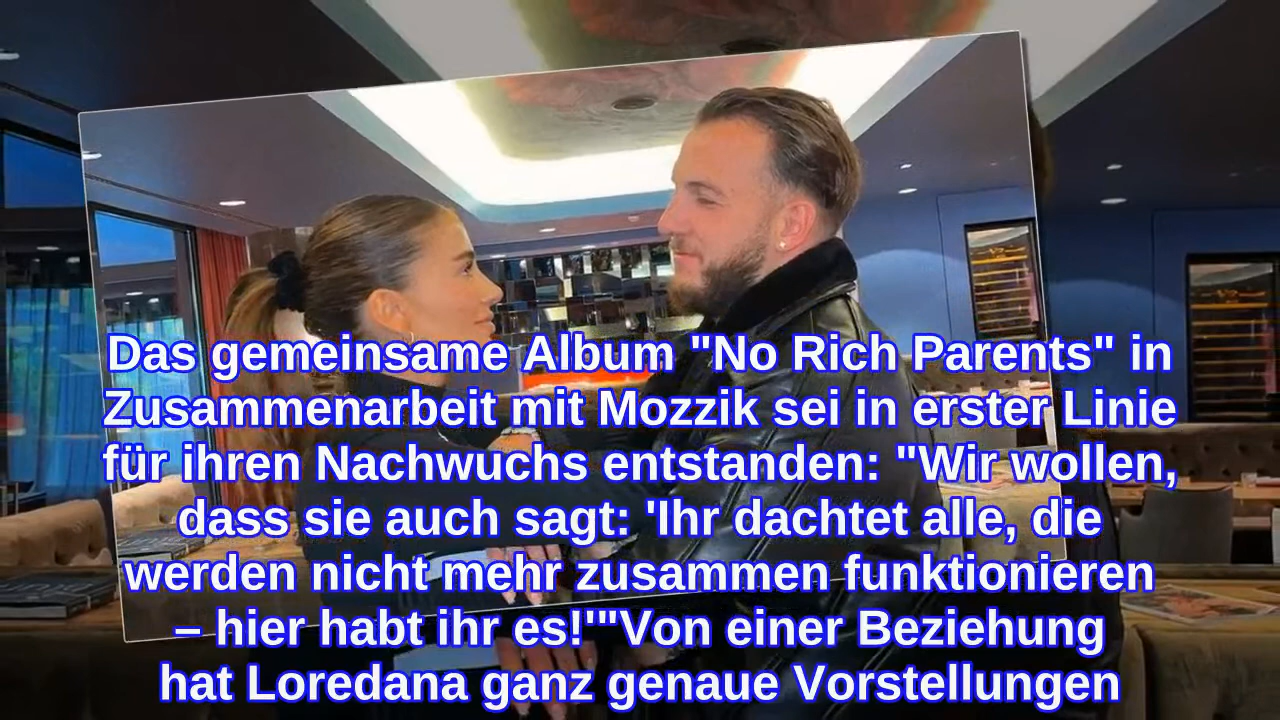 Das gemeinsame Album "No Rich Parents" in
Zusammenarbeit mit Mozzik sei in erster Linie
für ihren Nachwuchs entstanden: "Wir wollen,
dass sie auch sagt: 'Ihr dachtet alle, die
werden nicht mehr zusammen funktionieren
– hier habt ihr es!'"Von einer Beziehung
hat Loredana ganz genaue Vorstellungen